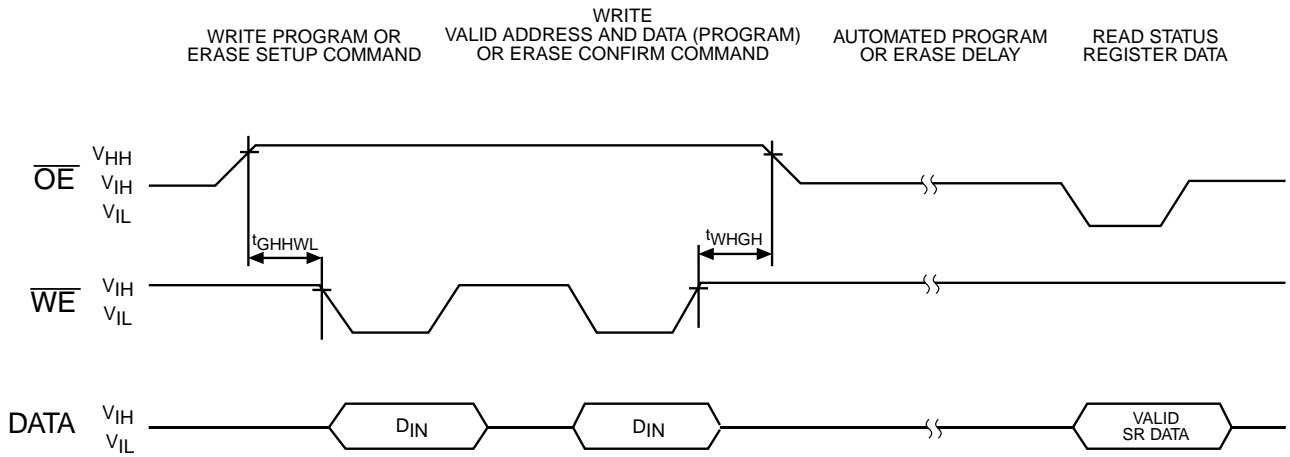 WRITE PROGRAM OR
ERASE SETUP COMMAND
WRITE
VALID ADDRESS AND DATA (PROGRAM)
OR ERASE CONFIRM COMMAND
AUTOMATED PROGRAM
OR ERASE DELAY
READ STATUS
REGISTER DATA
OE
VHH
VIH
VIL
tGHHWL
tWHGH
WE
VIH
VIL
DATA
VIH
VIL
DIN
DIN
VALID
SR DATA